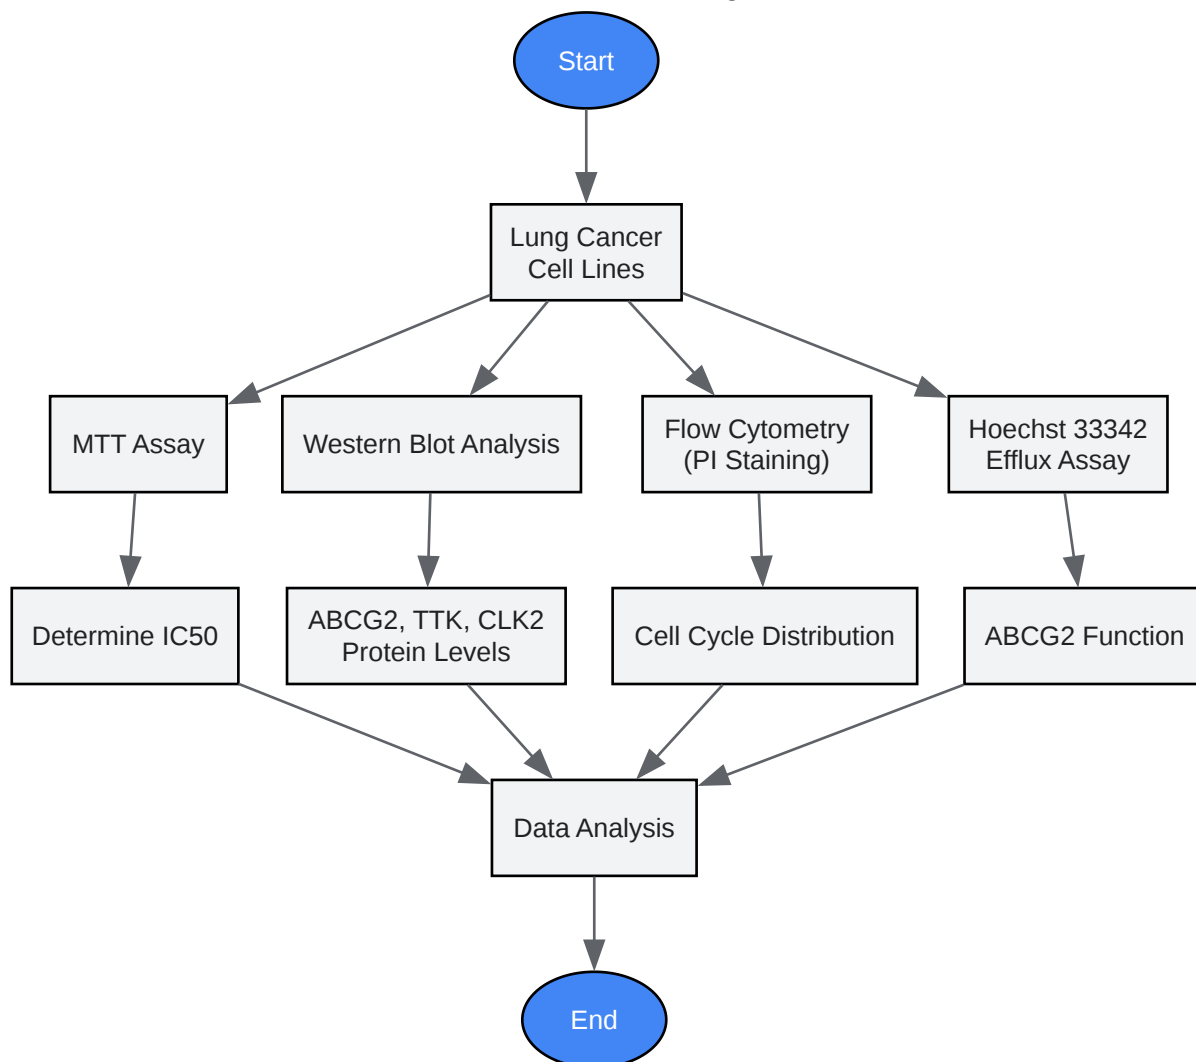 Start
Lung Cancer
Cell Lines
MTT Assay
Western Blot Analysis
Flow Cytometry
(PI Staining)
Hoechst 33342
Efflux Assay
Determine IC50
ABCG2, TTK, CLK2
Protein Levels
Cell Cycle Distribution
ABCG2 Function
Data Analysis
End